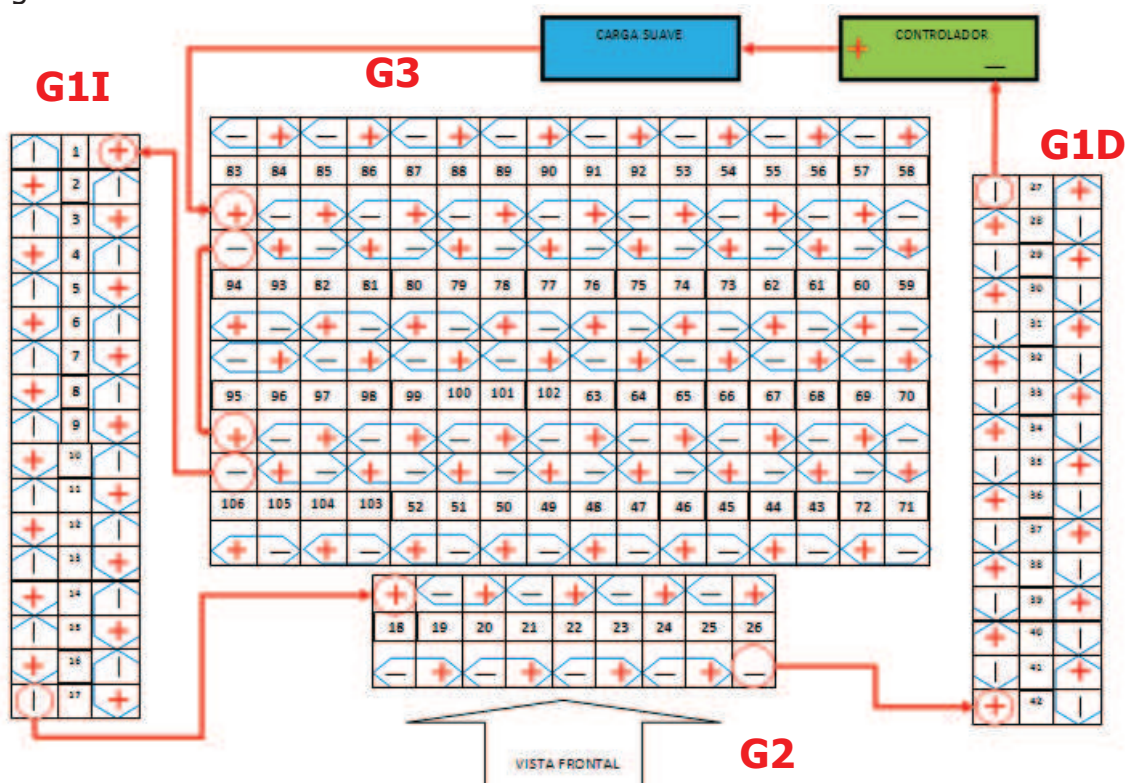 CARGA SUAVE
+ CONTROLADOR −
G1I
G3
G1D
| 1 +
+ 2 |
| 3 +
+ 4 |
| 5 +
+ 6 |
| 7 +
+ 8 |
| 9 +
+ 10 |
| 11 +
+ 12 |
| 13 +
+ 14 |
| 15 +
+ 16 |
| 17 +
− + − + − + − + − + − + − + − +
83 84 85 86 87 88 89 90 91 92 53 54 55 56 57 58
+ − + − + − + − + − + − + − + −
− + − + − + − + − + − + − + − +
94 93 82 81 80 79 78 77 76 75 74 73 62 61 60 59
+ − + − + − + − + − + − + − + −
− + − + − + − + − + − + − + − +
95 96 97 98 99 100 101 102 63 64 65 66 67 68 69 70
+ − + − + − + − + − + − + − + −
− + − + − + − + − + − + − + − +
106 105 104 103 52 51 50 49 48 47 46 45 44 43 72 71
+ − + − + − + − + − + − + − + −
+ − + − + − + − +
18 19 20 21 22 23 24 25 26
− + − + − + − + −
| 27 +
+ 28 |
| 29 +
+ 30 |
| 31 +
+ 32 |
| 33 +
+ 34 |
| 35 +
+ 36 |
| 37 +
+ 38 |
| 39 +
+ 40 |
| 41 +
+ 42 |
VISTA FRONTAL
G2